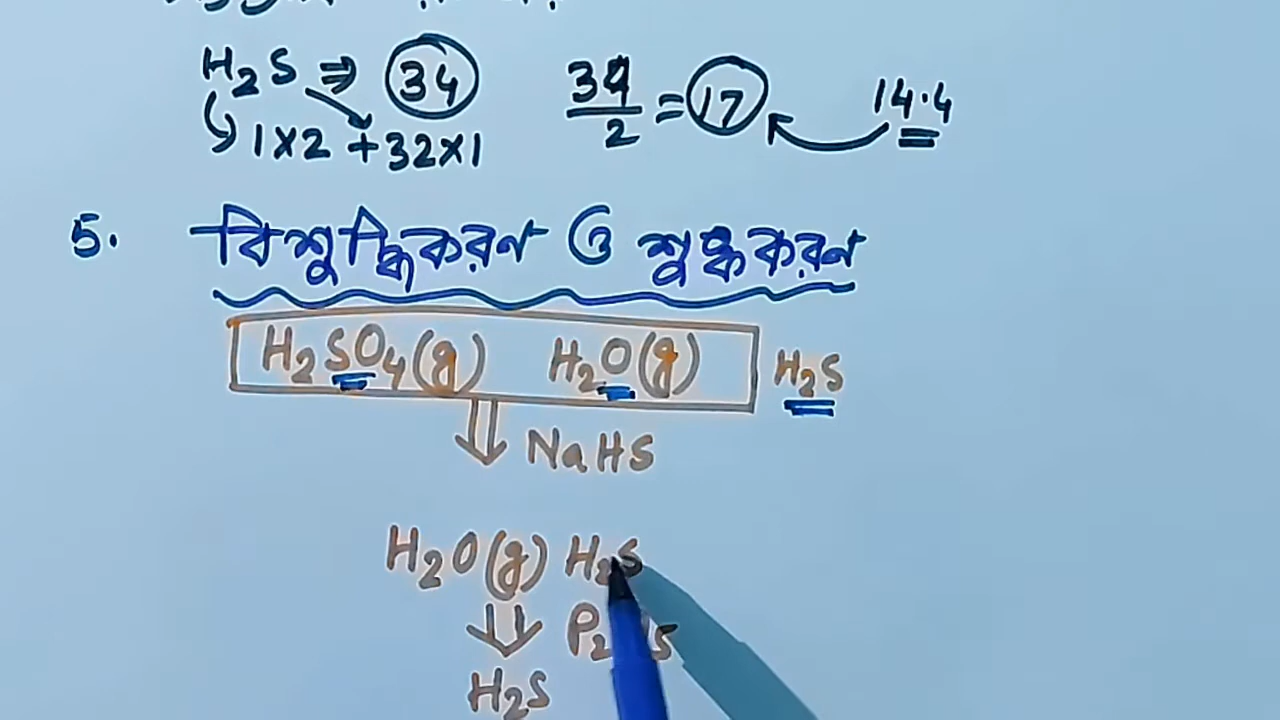 H₂S ⇒ 34 34/2 = 17 14.4
1×2 + 32×1
5. বিশুদ্ধিকরণ ও শুষ্ককরণ
H₂SO₄(g) H₂O(g) H₂S
NaHS
H₂O(g) H₂S
H₂S